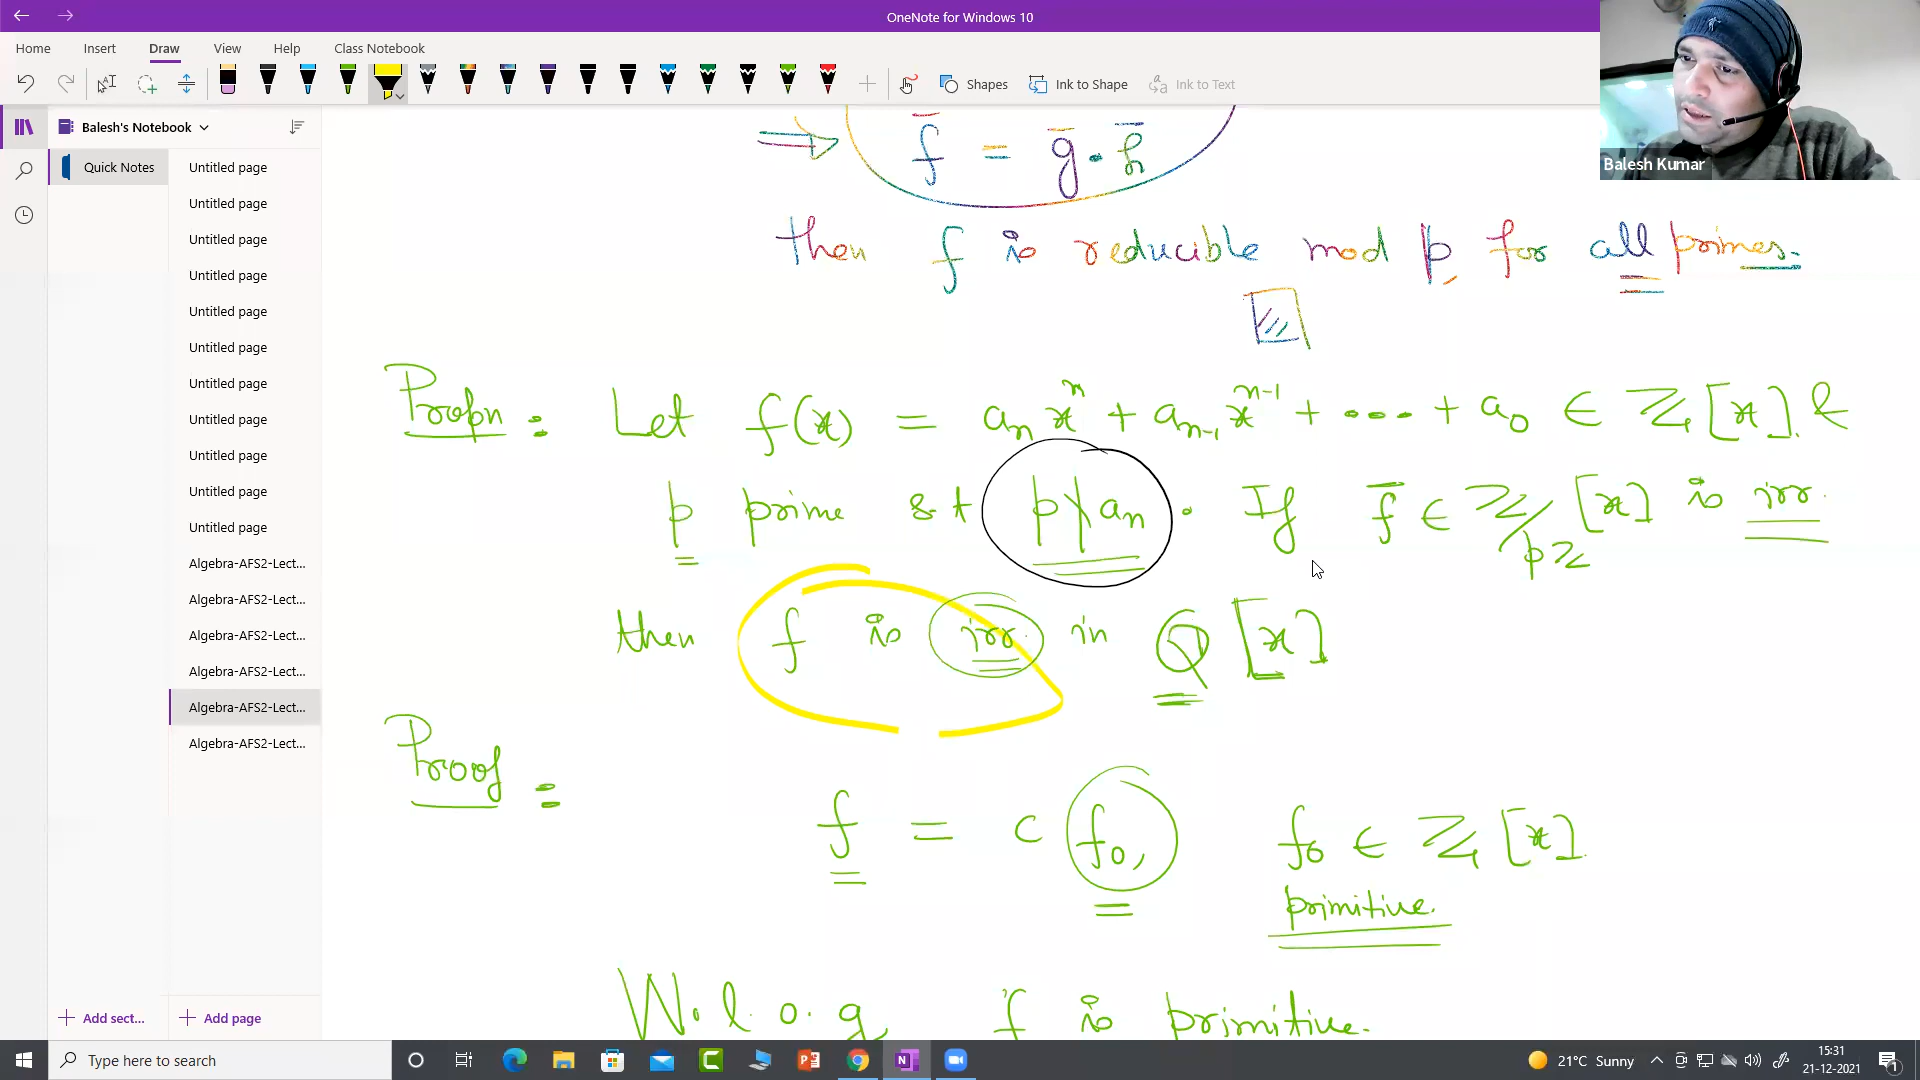 OneNote for Windows 10
Home Insert Draw View Help Class Notebook
Shapes Ink to Shape Ink to Text
Balesh Kumar
Balesh's Notebook
Quick Notes
Untitled page
Untitled page
Untitled page
Untitled page
Untitled page
Untitled page
Untitled page
Untitled page
Untitled page
Untitled page
Untitled page
Algebra-AFS2-Lect...
Algebra-AFS2-Lect...
Algebra-AFS2-Lect...
Algebra-AFS2-Lect...
Algebra-AFS2-Lect...
Algebra-AFS2-Lect...
Add sect... Add page
⇒ f̄ = ḡ · h̄
then f is reducible mod p, for all primes.
Propn : Let f(x) = aₙxⁿ + aₙ₋₁xⁿ⁻¹ + .... + a₀ ∈ ℤ[x] &
p prime s.t p∤aₙ . If f̄ ∈ ℤ/pℤ [x] is irr.
then f is irr. in Q[x]
Proof : f = c f₀, f₀ ∈ ℤ[x]
primitive.
W.l.o.g f is primitive.
Type here to search
21°C Sunny
15:31
21-12-2021
1